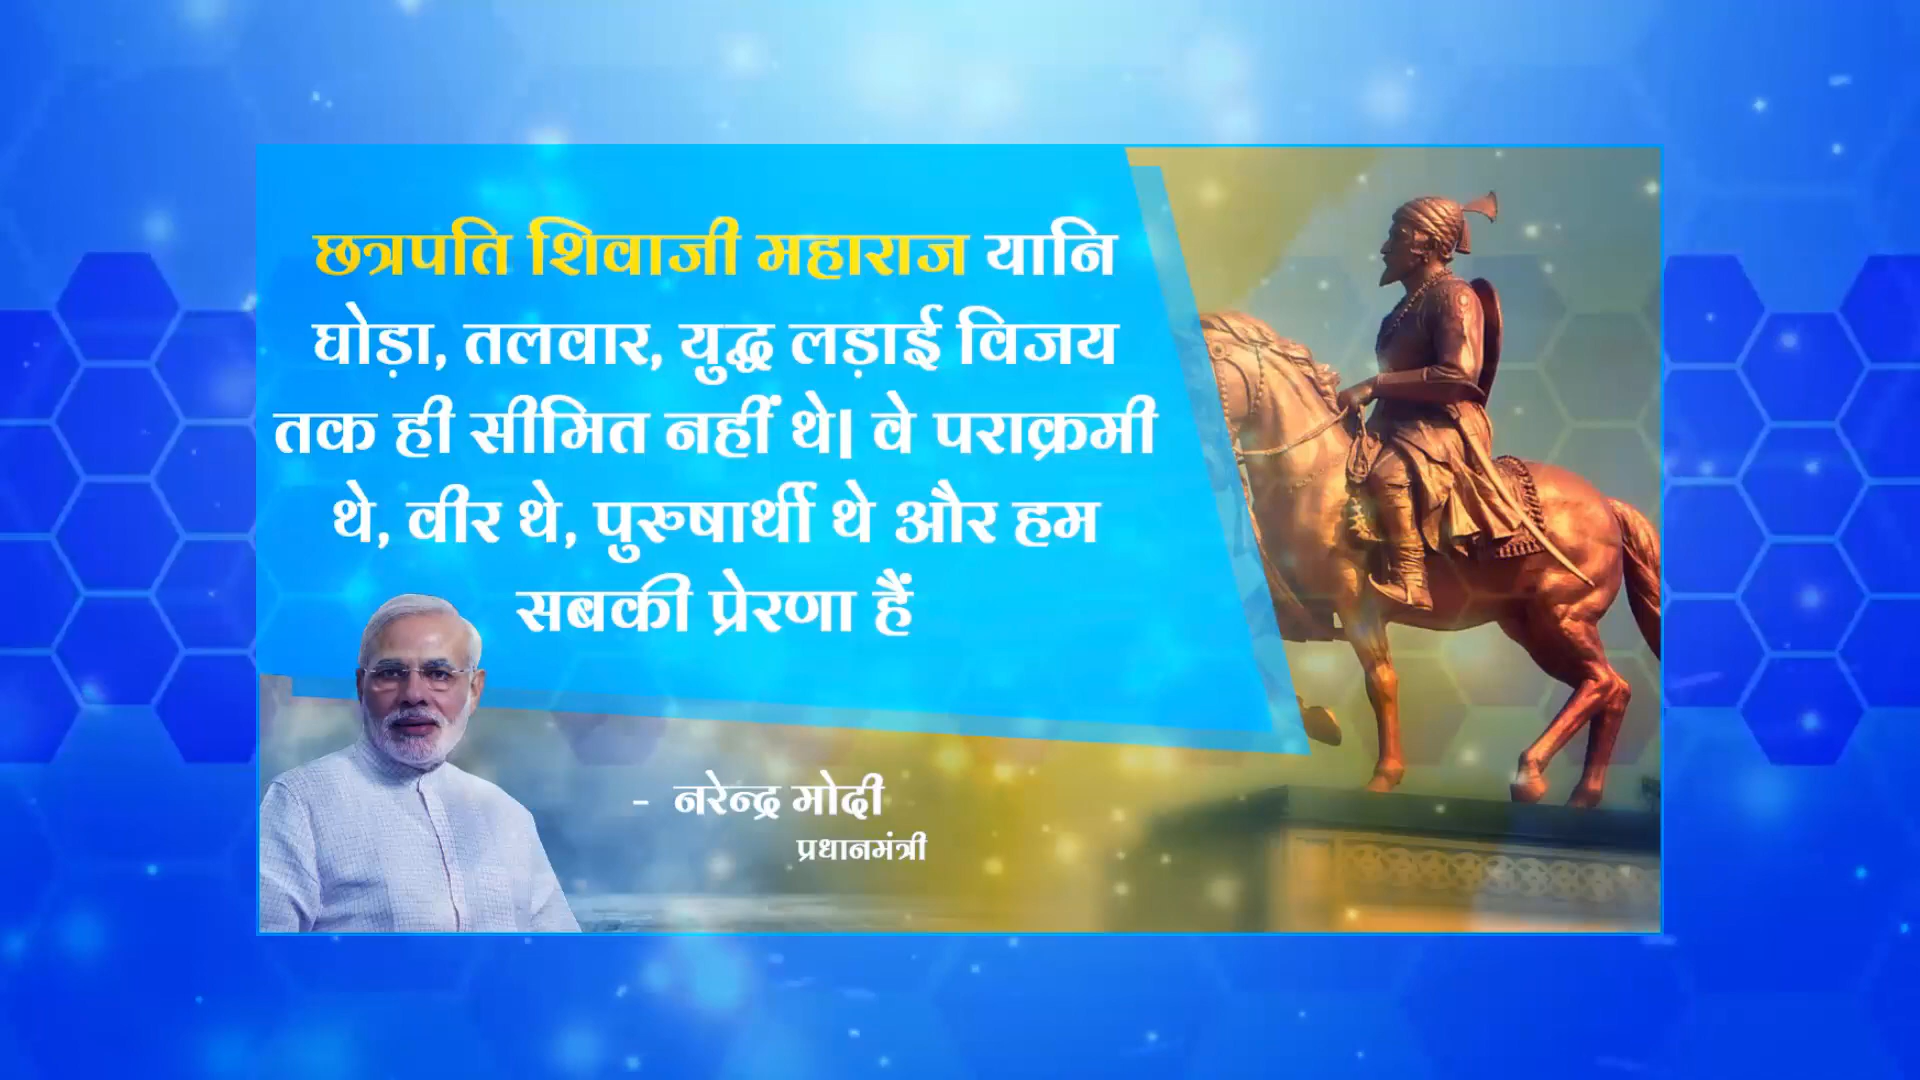 छत्रपति शिवाजी महाराज यानि
घोड़ा, तलवार, युद्ध लड़ाई विजय
तक ही सीमित नहीं थे। वे पराक्रमी
थे, वीर थे, पुरुषार्थी थे और हम
सबकी प्रेरणा हैं
- नरेन्द्र मोदी
प्रधानमंत्री